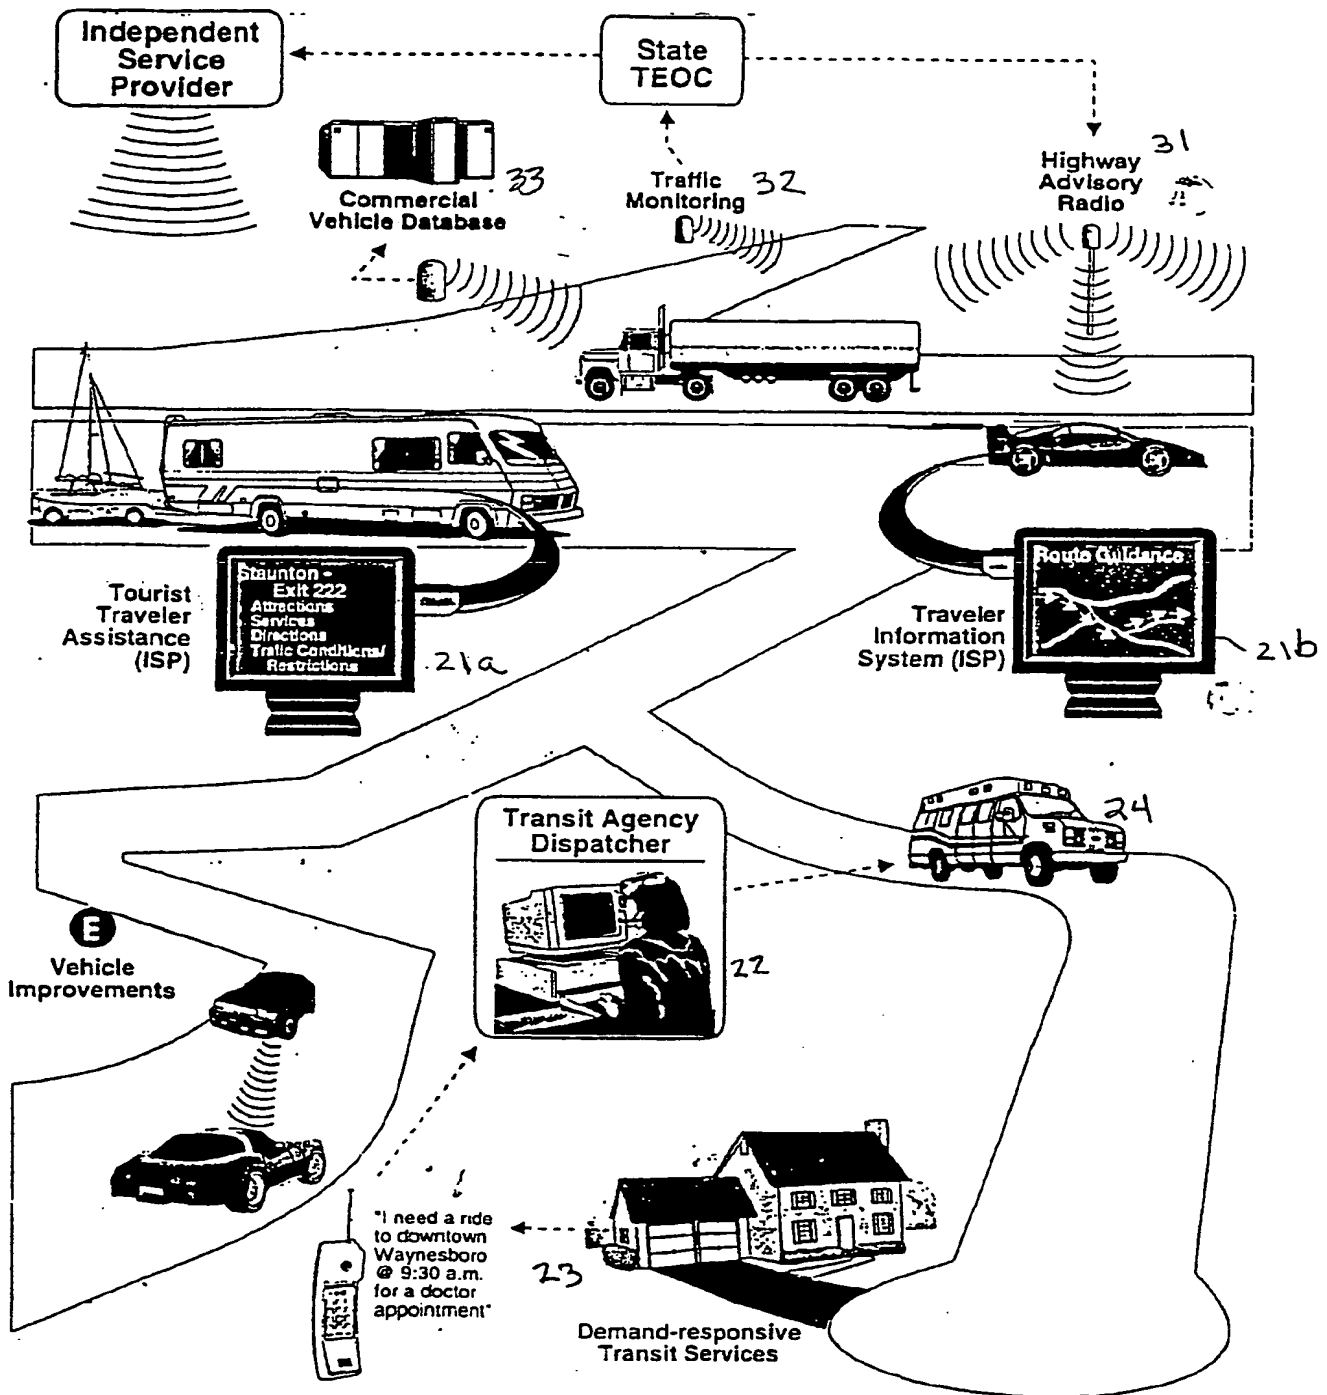 Independent
Service
Provider
State
TEOC
Highway
Advisory
Radio
31
Commercial
Vehicle Database
33
Traffic
Monitoring
32
Tourist
Traveler
Assistance
(ISP)
Staunton -
Exit 222
Attractions
Services
Directions
Traffic Conditions/
Restrictions
21a
Traveler
Information
System (ISP)
Route Guidance
21b
Transit Agency
Dispatcher
22
24
E
Vehicle
Improvements
"I need a ride
to downtown
Waynesboro
@ 9:30 a.m.
for a doctor
appointment"
23
Demand-responsive
Transit Services